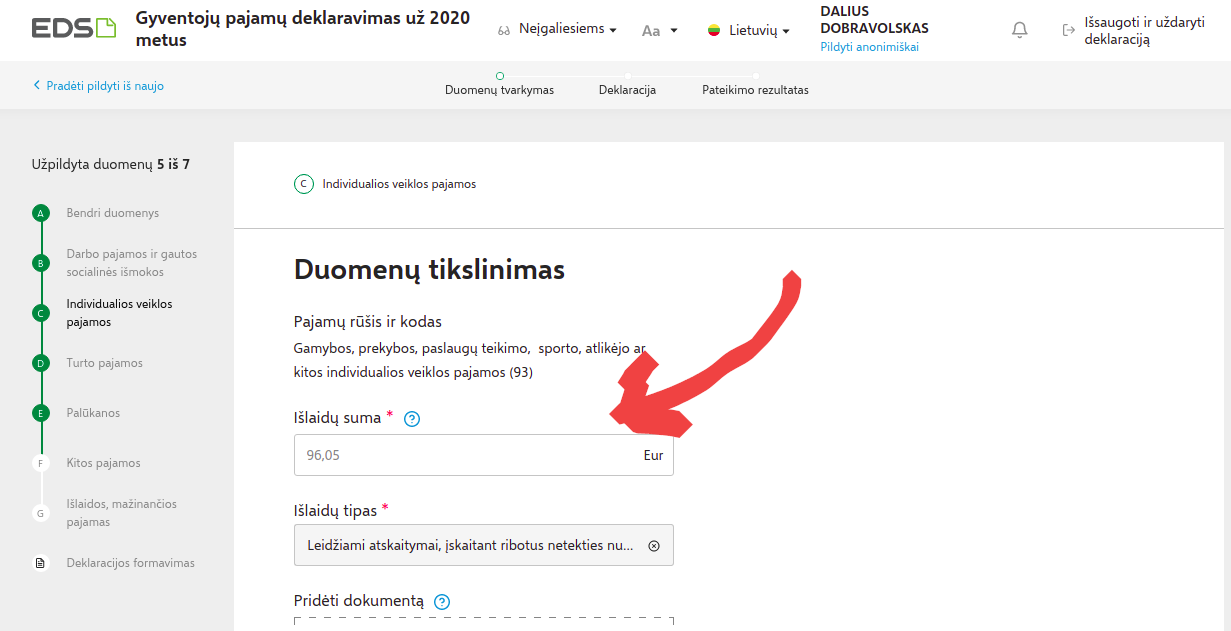 EDS
Gyventojų pajamų deklaravimas už 2020
metus
Neįgaliesiems
Aa
Lietuvių
DALIUS
DOBRAVOLSKAS
Pildyti anonimiškai
Išsaugoti ir uždaryti
deklaraciją
Pradėti pildyti iš naujo
Duomenų tvarkymas
Deklaracija
Pateikimo rezultatas
Užpildyta duomenų 5 iš 7
A Bendri duomenys
B Darbo pajamos ir gautos
socialinės išmokos
C Individualios veiklos
pajamos
D Turto pajamos
E Palūkanos
F Kitos pajamos
G Išlaidos, mažinančios
pajamas
Deklaracijos formavimas
C Individualios veiklos pajamos
Duomenų tikslinimas
Pajamų rūšis ir kodas
Gamybos, prekybos, paslaugų teikimo, sporto, atlikėjo ar
kitos individualios veiklos pajamos (93)
Išlaidų suma * ?
96,05 Eur
Išlaidų tipas *
Leidžiami atskaitymai, įskaitant ribotus netekties nu...
Pridėti dokumentą ?